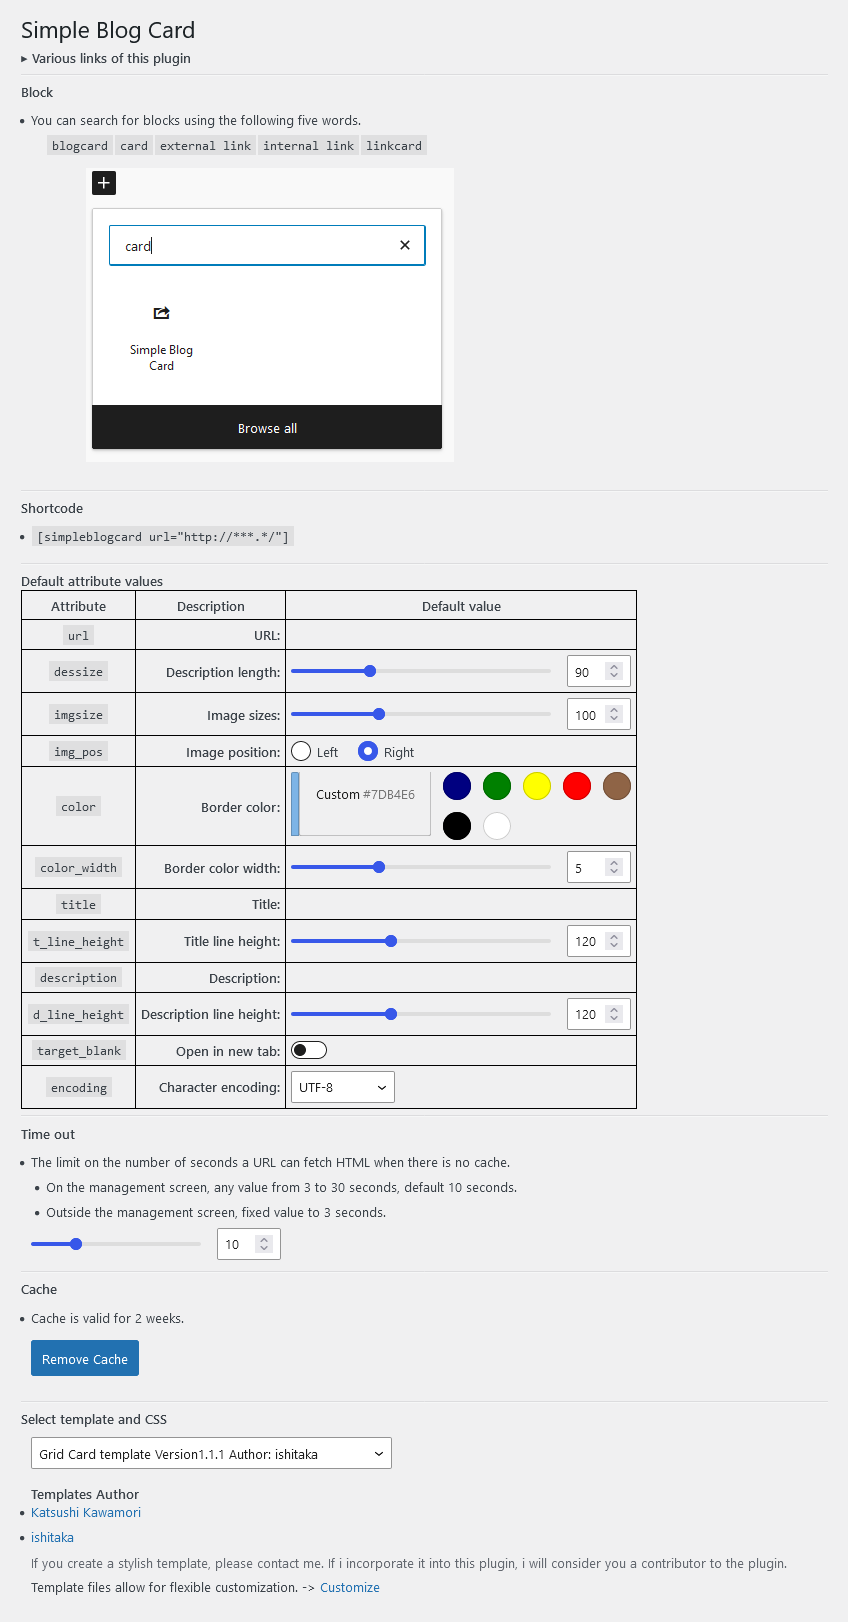 Simple Blog Card
▸ Various links of this plugin
Block
• You can search for blocks using the following five words.
blogcard card external link internal link linkcard
card
Simple Blog
Card
Browse all
Shortcode
• [simpleblogcard url="http://***.*/"]
Default attribute values
Attribute Description Default value
url URL:
dessize Description length: 90
imgsize Image sizes: 100
img_pos Image position: Left Right
color Border color: Custom #7DB4E6
color_width Border color width: 5
title Title:
t_line_height Title line height: 120
description Description:
d_line_height Description line height: 120
target_blank Open in new tab:
encoding Character encoding: UTF-8
Time out
• The limit on the number of seconds a URL can fetch HTML when there is no cache.
• On the management screen, any value from 3 to 30 seconds, default 10 seconds.
• Outside the management screen, fixed value to 3 seconds.
10
Cache
• Cache is valid for 2 weeks.
Remove Cache
Select template and CSS
Grid Card template Version1.1.1 Author: ishitaka
Templates Author
• Katsushi Kawamori
• ishitaka
If you create a stylish template, please contact me. If i incorporate it into this plugin, i will consider you a contributor to the plugin.
Template files allow for flexible customization. -> Customize